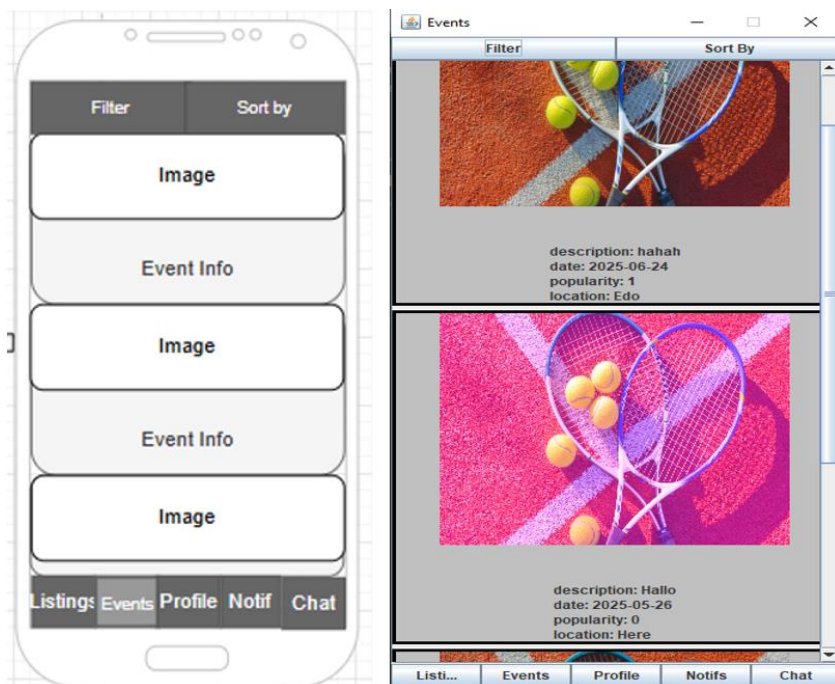 Filter Sort by
Image
Event Info
Image
Event Info
Image
Listings Events Profile Notif Chat
Events
Filter Sort By
description: hahah
date: 2025-06-24
popularity: 1
location: Edo
description: Hallo
date: 2025-05-26
popularity: 0
location: Here
Listi... Events Profile Notifs Chat